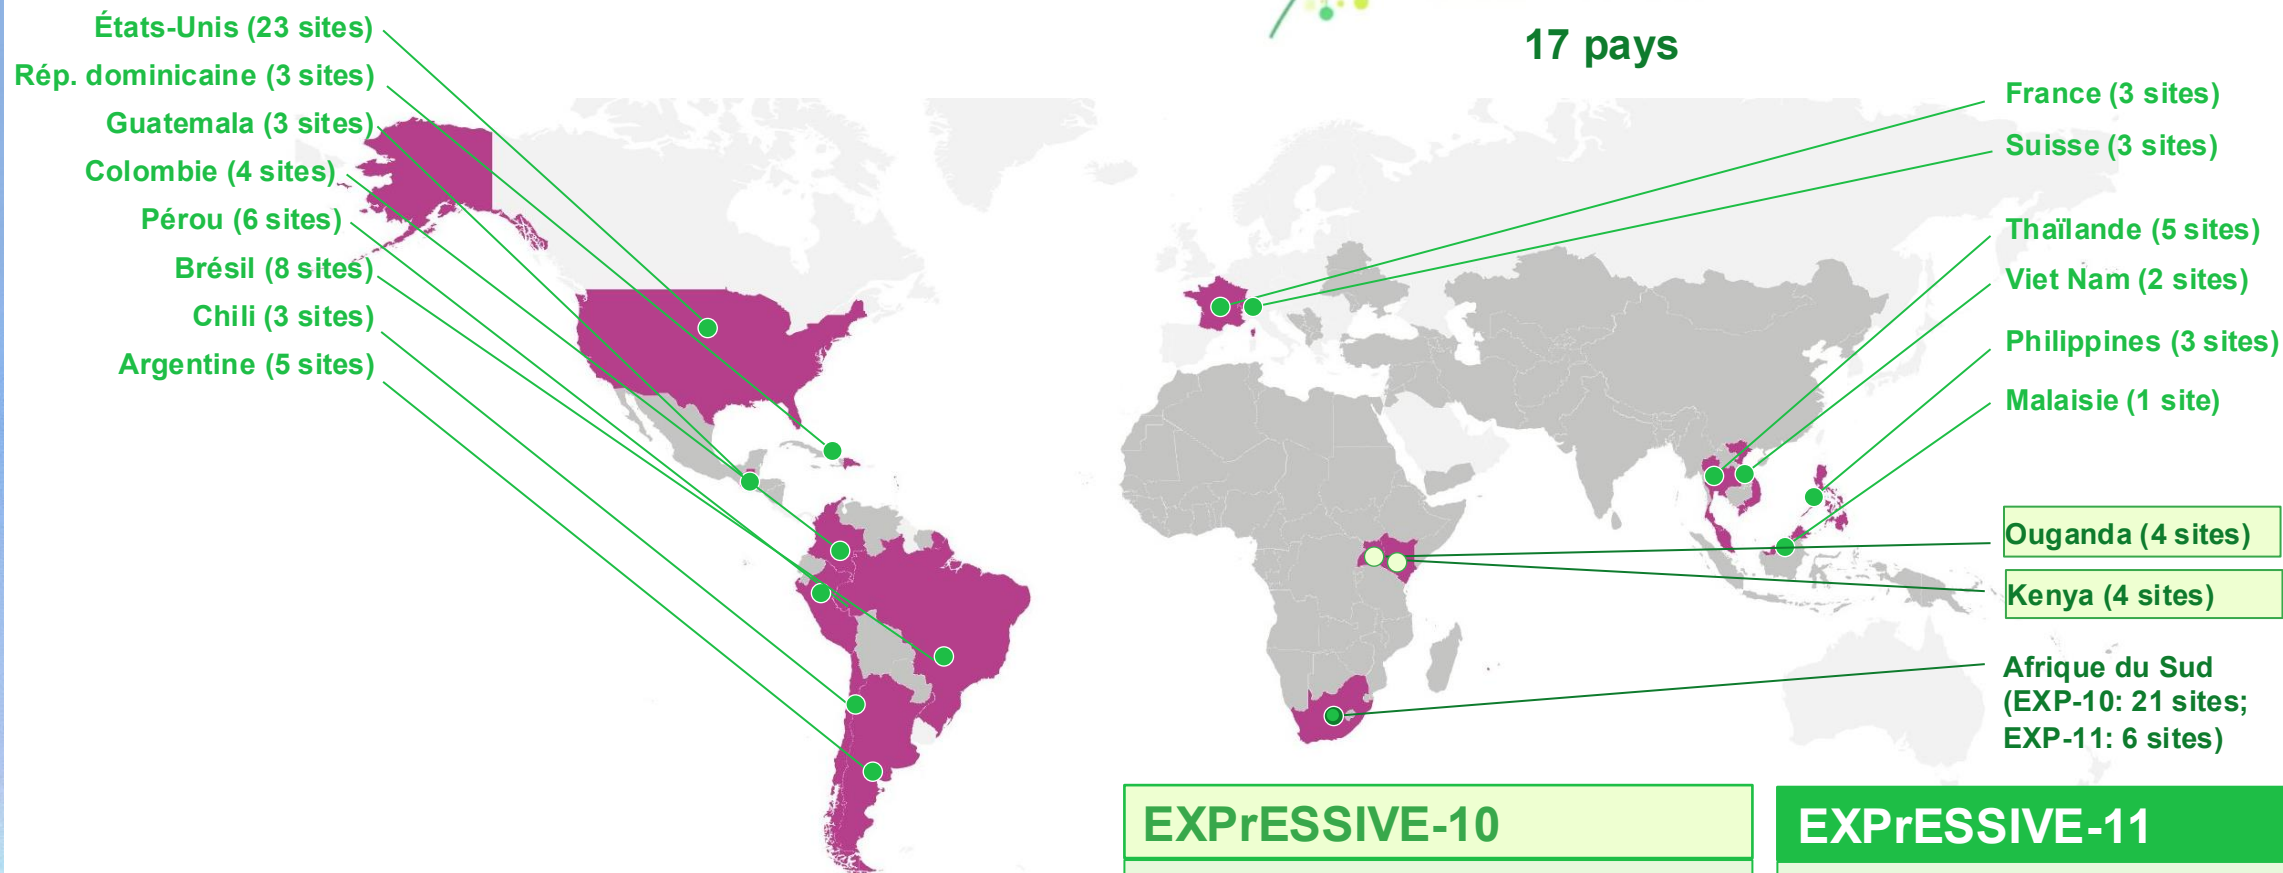 17 pays
États-Unis (23 sites)
Rép. dominicaine (3 sites)
Guatemala (3 sites)
Colombie (4 sites)
Pérou (6 sites)
Brésil (8 sites)
Chili (3 sites)
Argentine (5 sites)
France (3 sites)
Suisse (3 sites)
Thaïlande (5 sites)
Viet Nam (2 sites)
Philippines (3 sites)
Malaisie (1 site)
Ouganda (4 sites)
Kenya (4 sites)
Afrique du Sud
(EXP-10: 21 sites;
EXP-11: 6 sites)
EXPrESSIVE-10
EXPrESSIVE-11